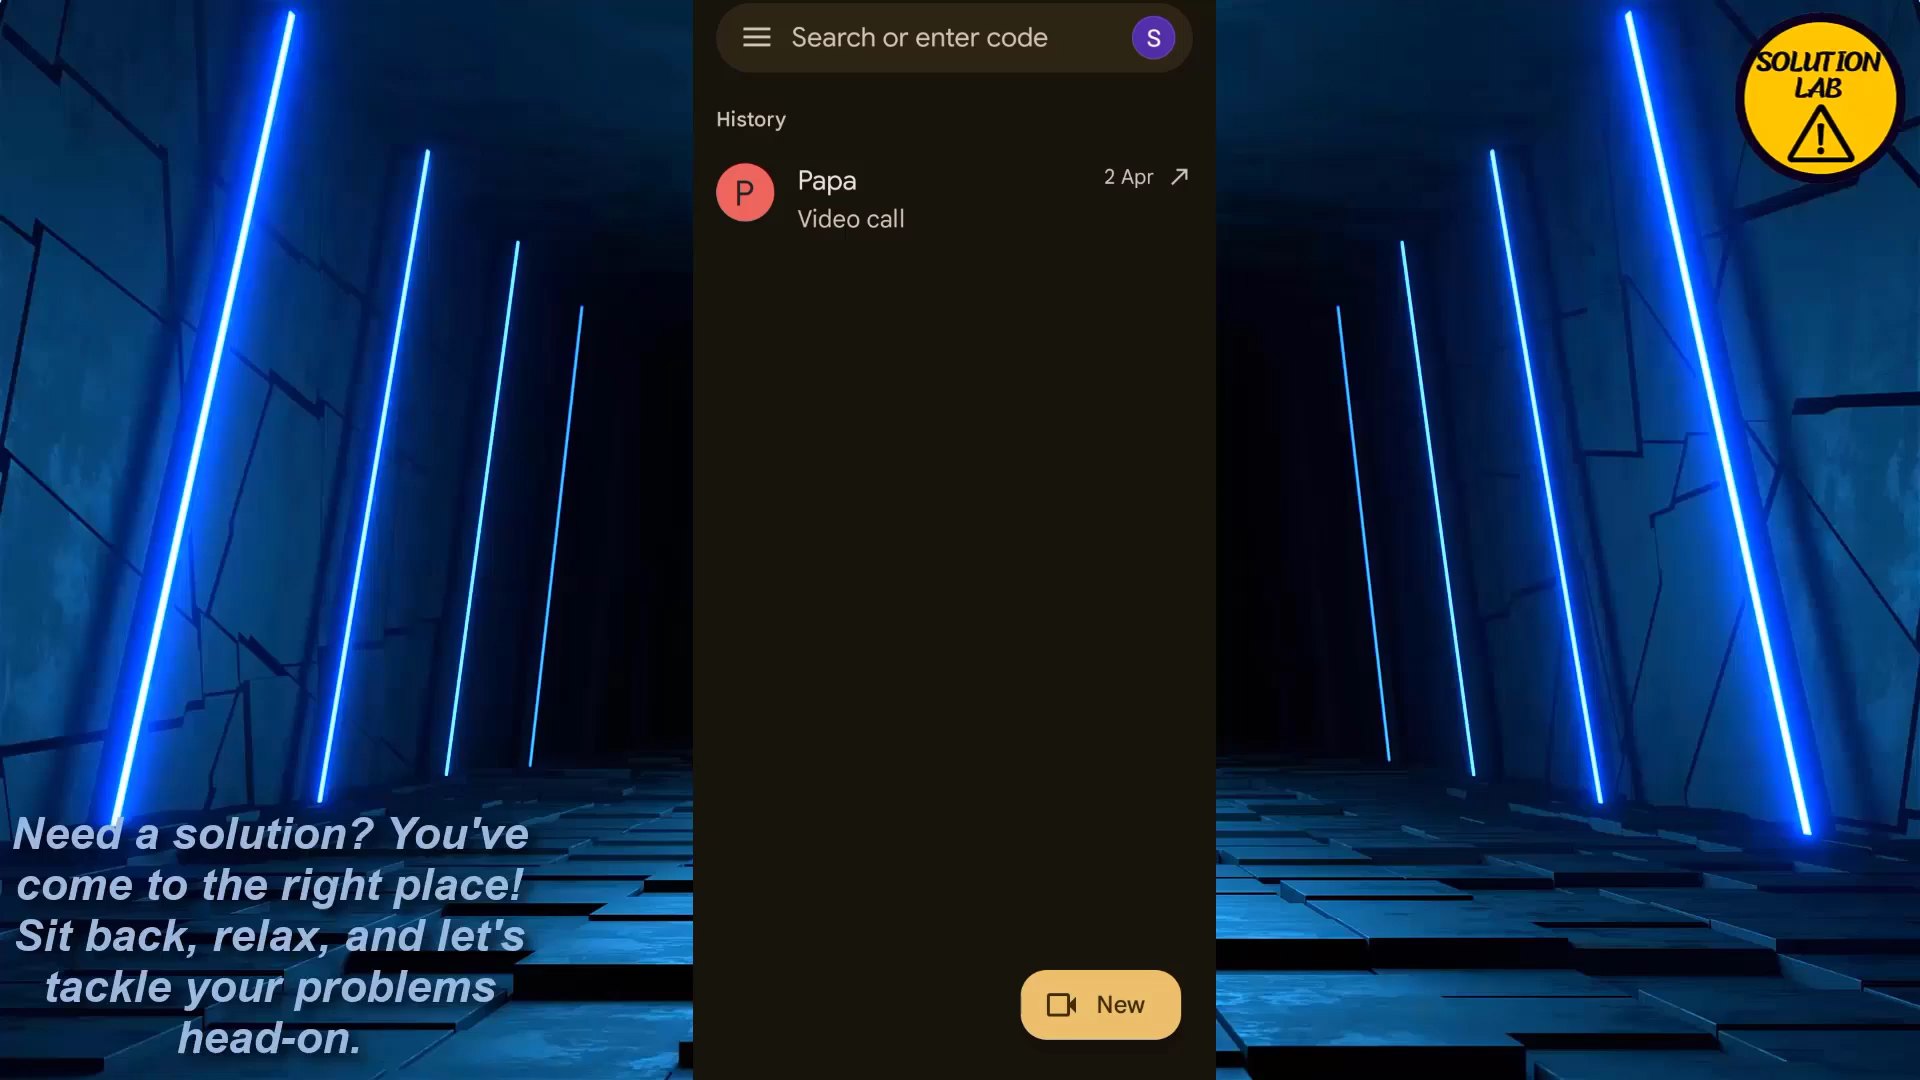 Search or enter code
S
History
P
Papa
2 Apr
Video call
New
SOLUTION
LAB
!
Need a solution? You've
come to the right place!
Sit back, relax, and let's
tackle your problems
head-on.